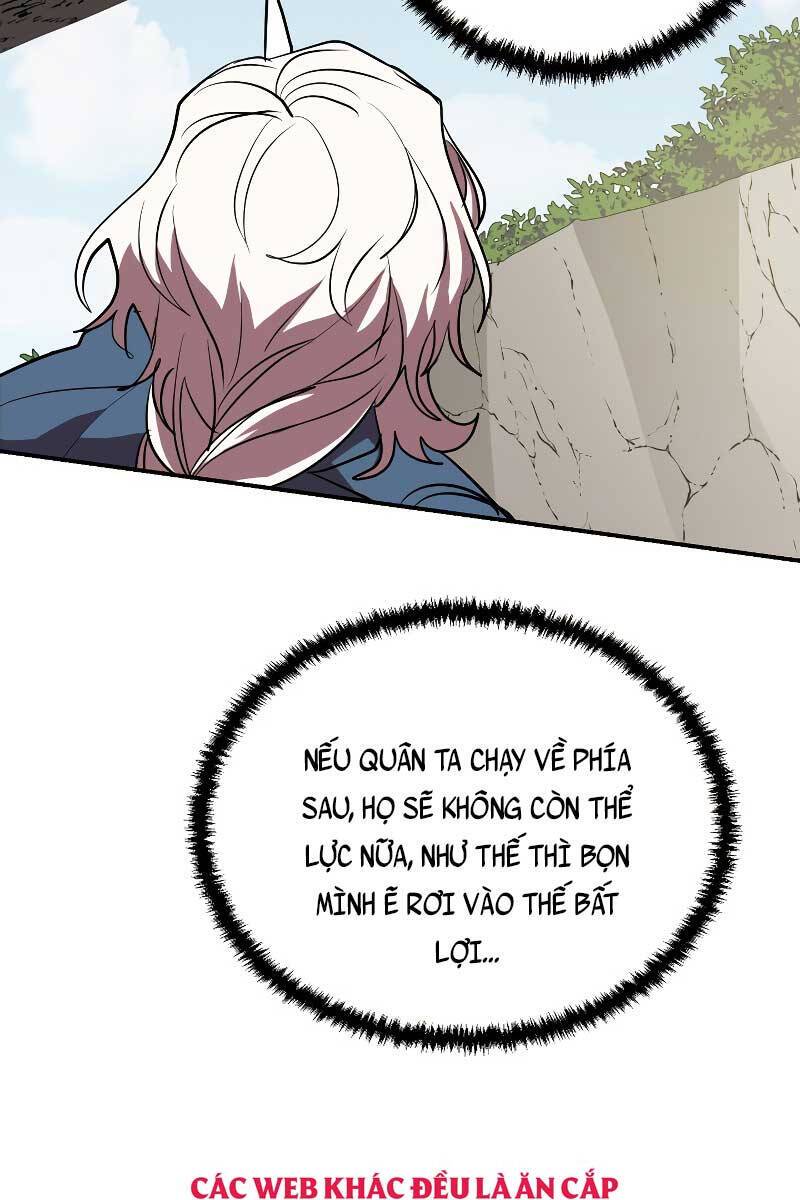 NẾU QUÂN TA CHẠY VỀ PHÍA
SAU, HỌ SẼ KHÔNG CÒN THỂ
LỰC NỮA, NHƯ THẾ THÌ BỌN
MÌNH Ẽ RƠI VÀO THẾ BẤT
LỢI...
CÁC WEB KHÁC ĐỀU LÀ ĂN CẮP